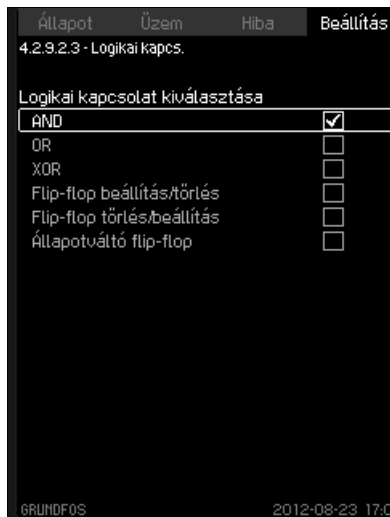 Állapot Üzem Hiba Beállítás
4.2.9.2.3 - Logikai kapcs.
Logikai kapcsolat kiválasztása
AND
OR
XOR
Flip-flop beállítás/törlés
Flip-flop törlés/beállítás
Állapotváltó flip-flop
GRUNDFOS 2012-08-23